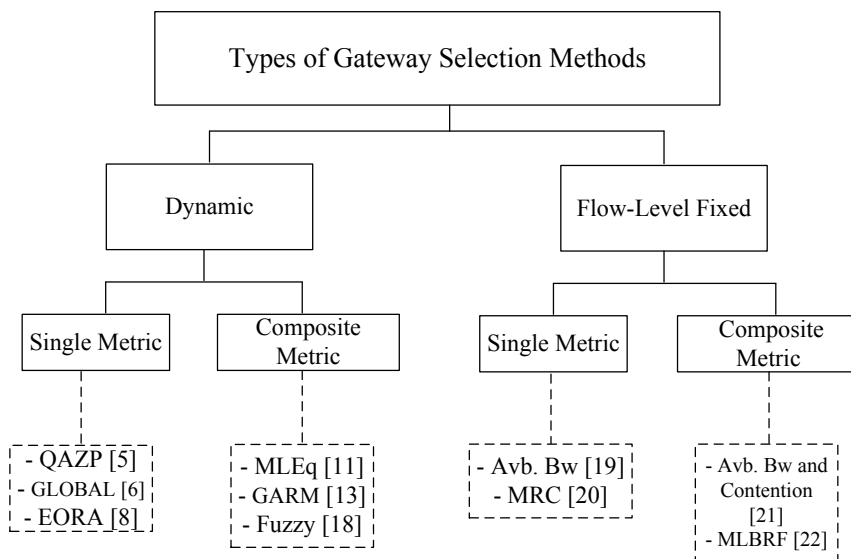 Types of Gateway Selection Methods
Dynamic
Flow-Level Fixed
Single Metric
Composite
Metric
Single Metric
Composite
Metric
- QAZP [5]
- GLOBAL [6]
- EORA [8]
- MLEq [11]
- GARM [13]
- Fuzzy [18]
- Avb. Bw [19]
- MRC [20]
- Avb. Bw and
Contention
[21]
- MLBRF [22]